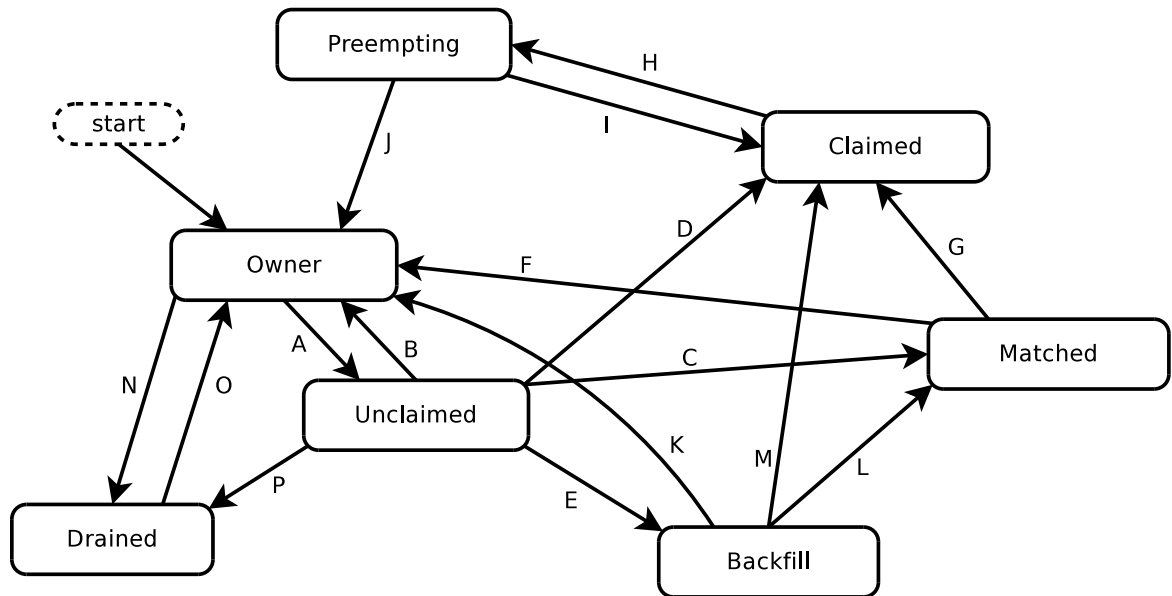 Preempting
H
start
J
I
Claimed
D
Owner
F
G
A
B
C
Matched
N
O
Unclaimed
K
M
L
P
E
Drained
Backfill